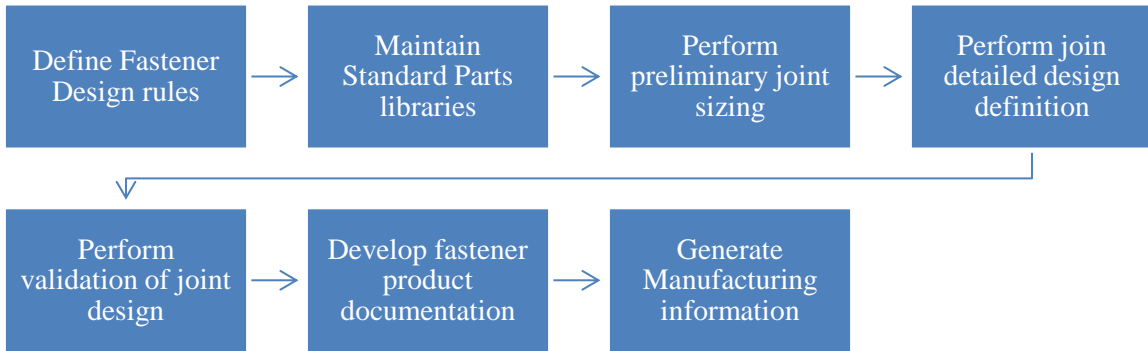 Define Fastener
Design rules
Maintain
Standard Parts
libraries
Perform
preliminary joint
sizing
Perform join
detailed design
definition
Perform
validation of joint
design
Develop fastener
product
documentation
Generate
Manufacturing
information